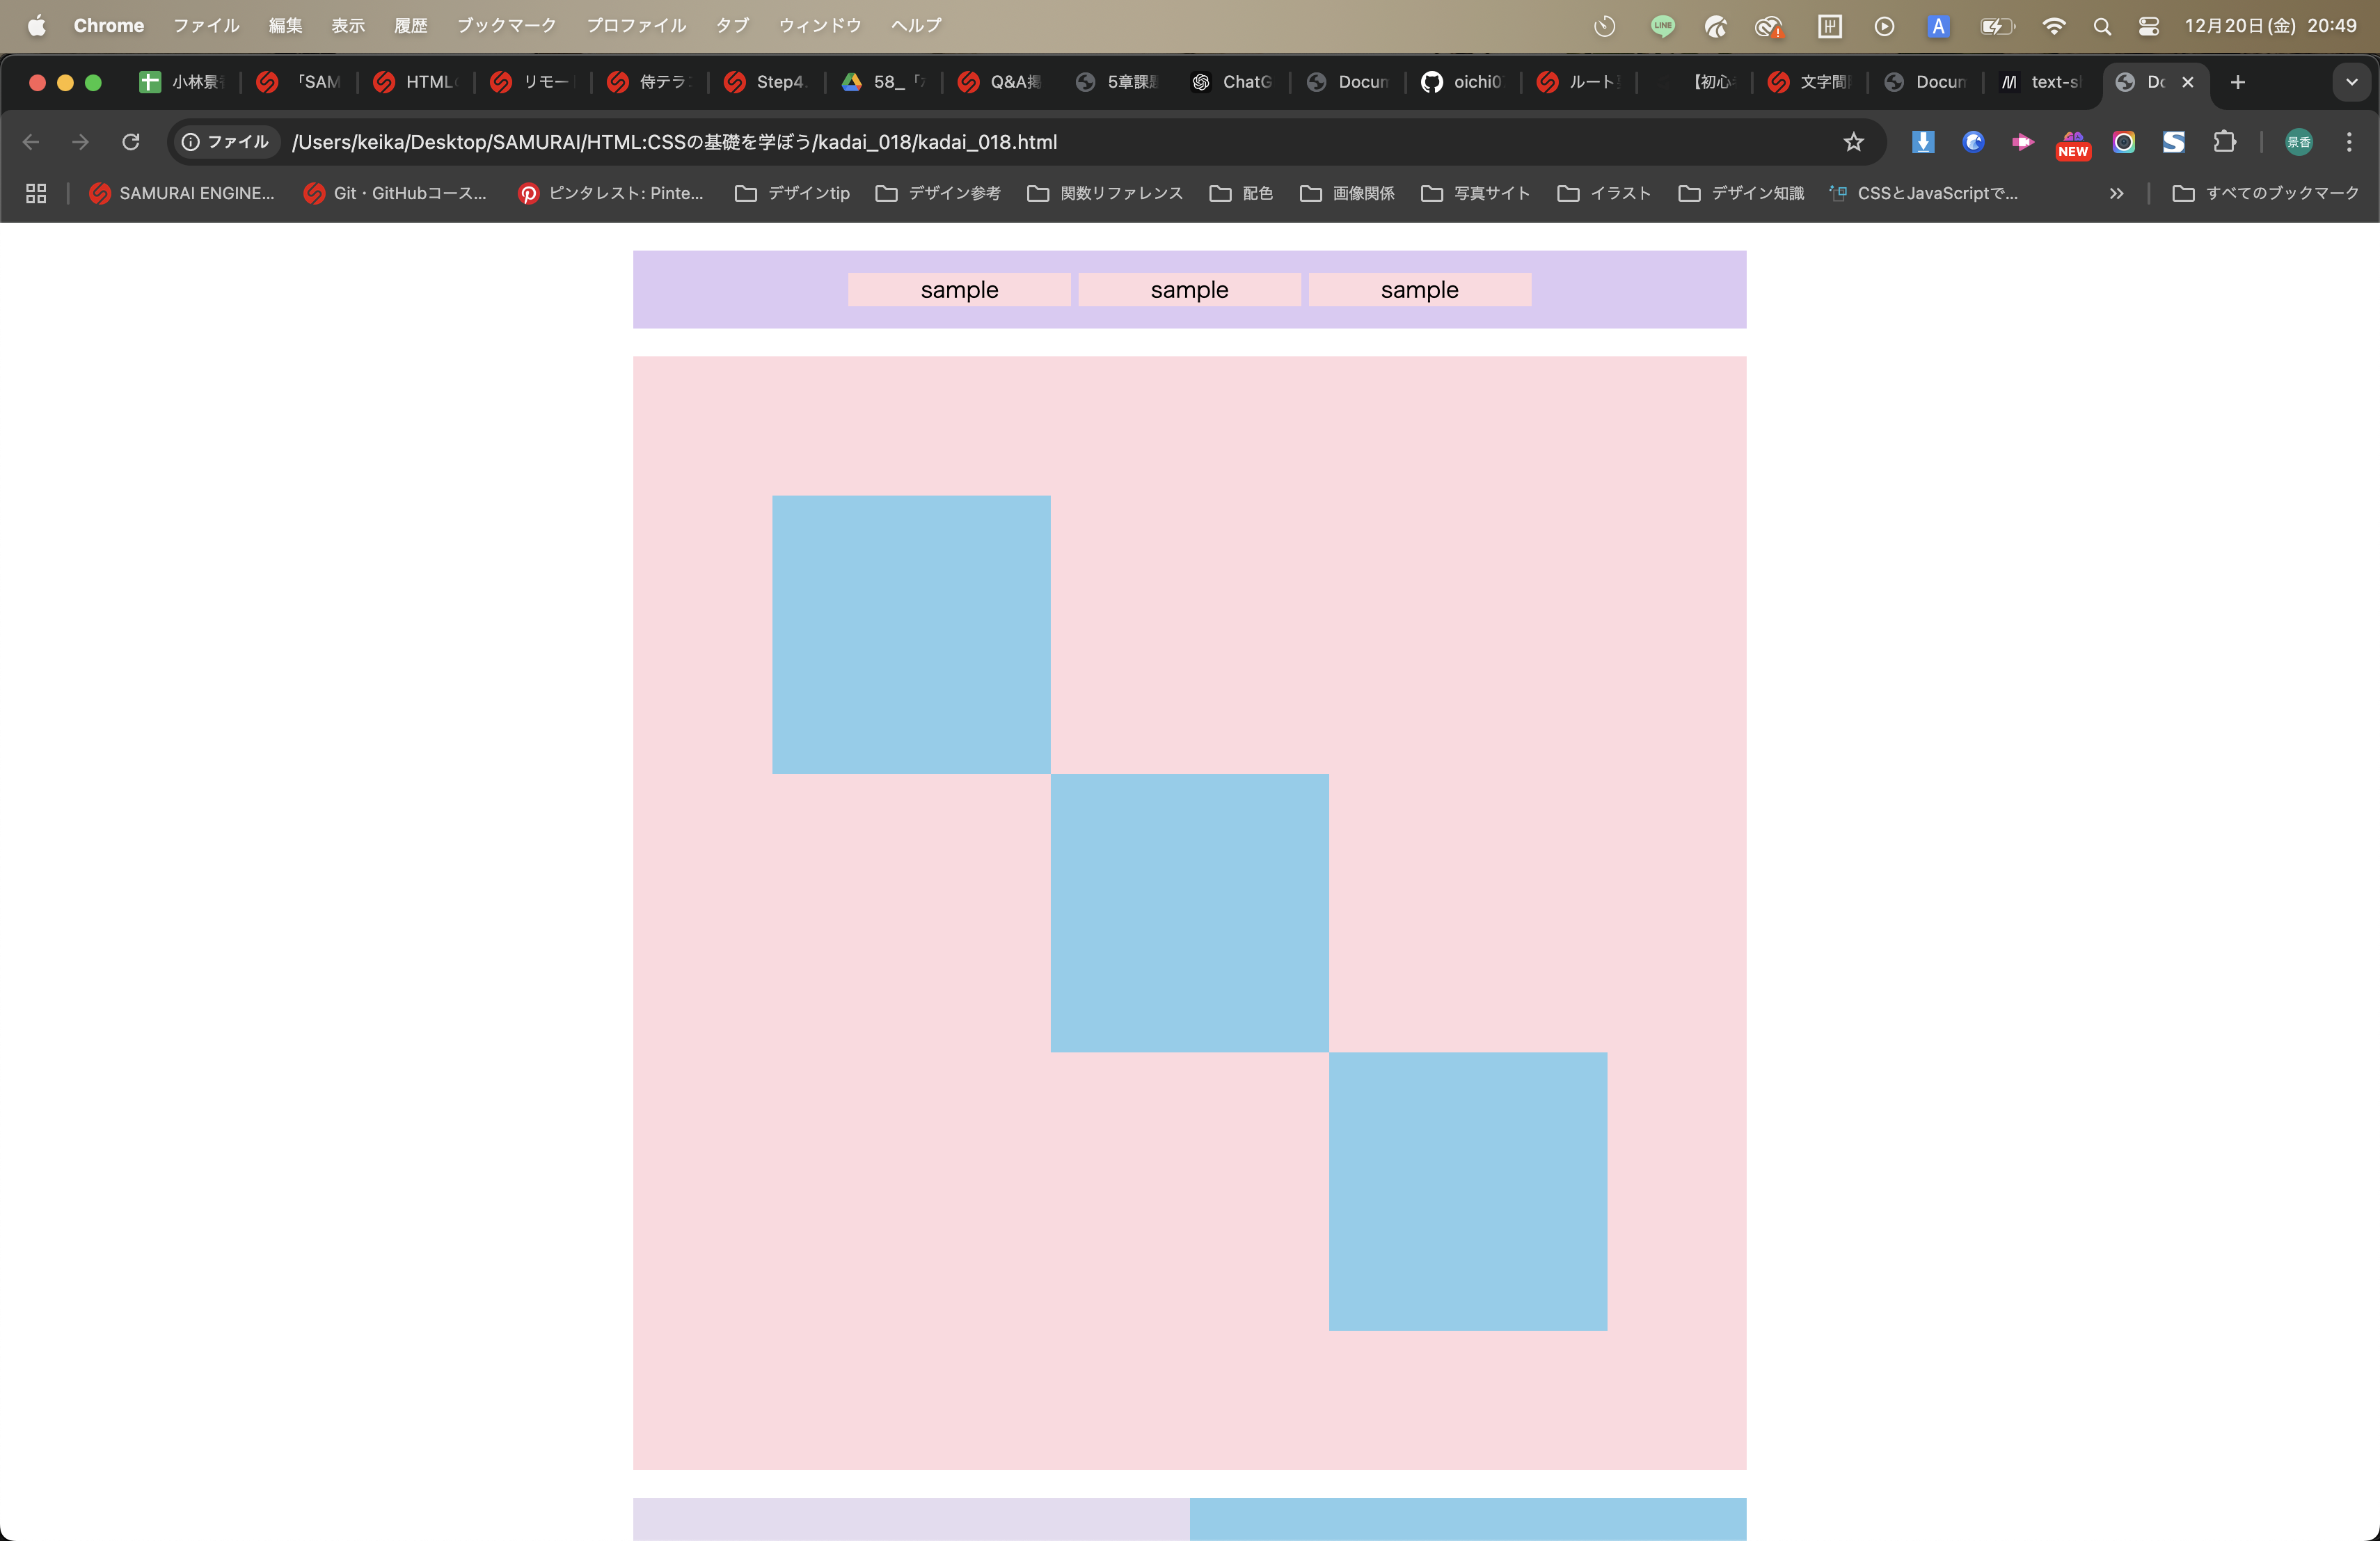 Chrome ファイル 編集 表示 履歴 ブックマーク プロファイル タブ ウィンドウ ヘルプ LINE A 12月20日(金) 20:49
小林景 「SAM HTML リモー 侍テラ Step4. 58_「 Q&A掲 5章課題 ChatG Docum oichi0 ルート 【初心 文字間 Docum text-s Do
ファイル /Users/keika/Desktop/SAMURAI/HTML:CSSの基礎を学ぼう/kadai_018/kadai_018.html NEW 景香
SAMURAI ENGINE... Git・GitHubコース... ピンタレスト: Pinte... デザインtip デザイン参考 関数リファレンス 配色 画像関係 写真サイト イラスト デザイン知識 CSSとJavaScriptで... すべてのブックマーク
sample sample sample